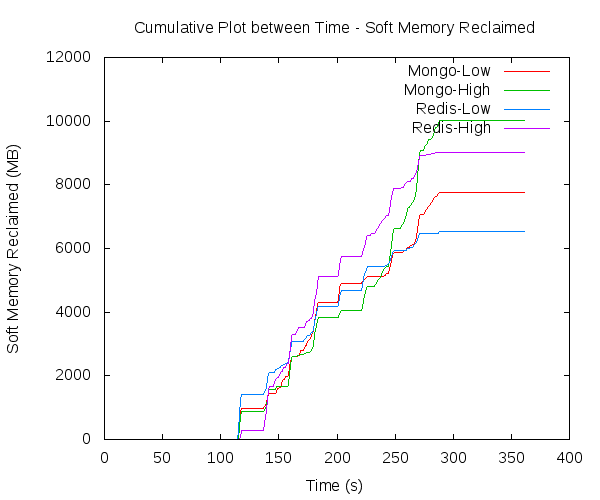 Cumulative Plot between Time - Soft Memory Reclaimed
Soft Memory Reclaimed (MB)
12000
10000
8000
6000
4000
2000
0
Mongo-Low
Mongo-High
Redis-Low
Redis-High
0 50 100 150 200 250 300 350 400
Time (s)